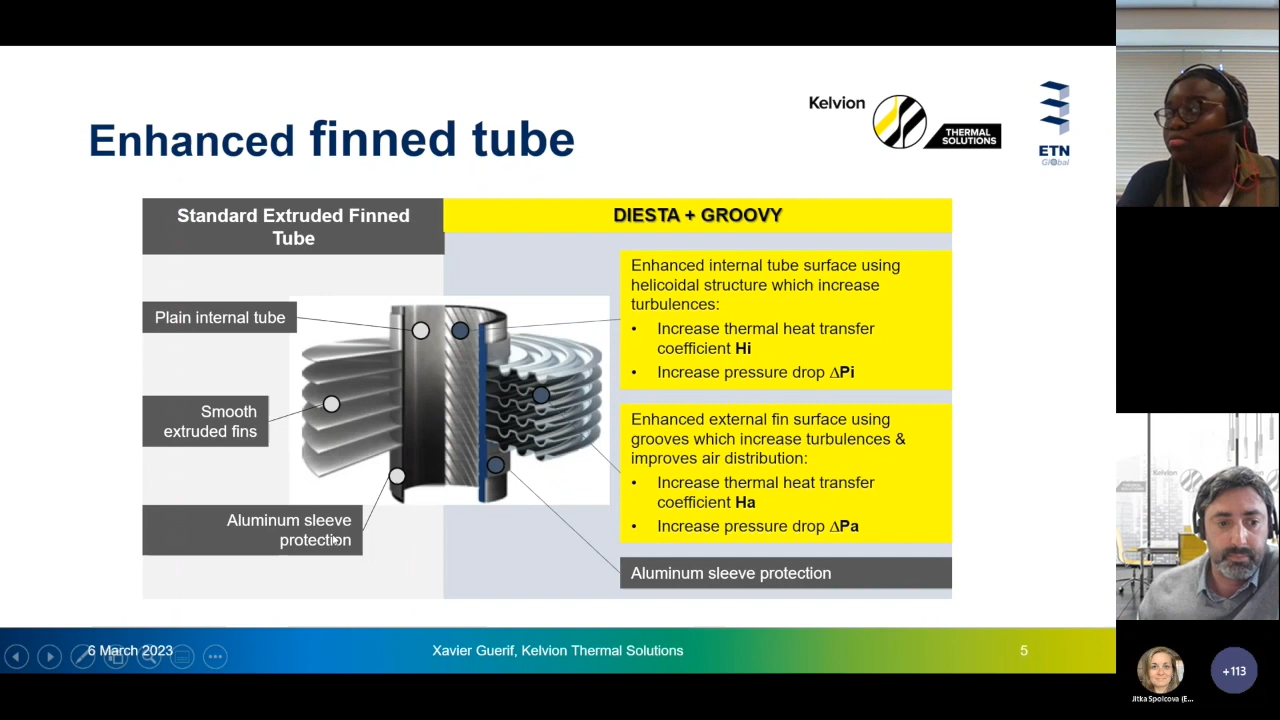 Enhanced finned tube
Kelvion
THERMAL
SOLUTIONS
ETN
Global
Standard Extruded Finned
Tube
DIESTA + GROOVY
Plain internal tube
Smooth
extruded fins
Aluminum sleeve
protection
Enhanced internal tube surface using
helicoidal structure which increase
turbulences:
• Increase thermal heat transfer
coefficient Hi
• Increase pressure drop ΔPi
Enhanced external fin surface using
grooves which increase turbulences &
improves air distribution:
• Increase thermal heat transfer
coefficient Ha
• Increase pressure drop ΔPa
Aluminum sleeve protection
6 March 2023
Xavier Guerif, Kelvion Thermal Solutions
5
Kelvion
Jitka Spolcova (E...
+113